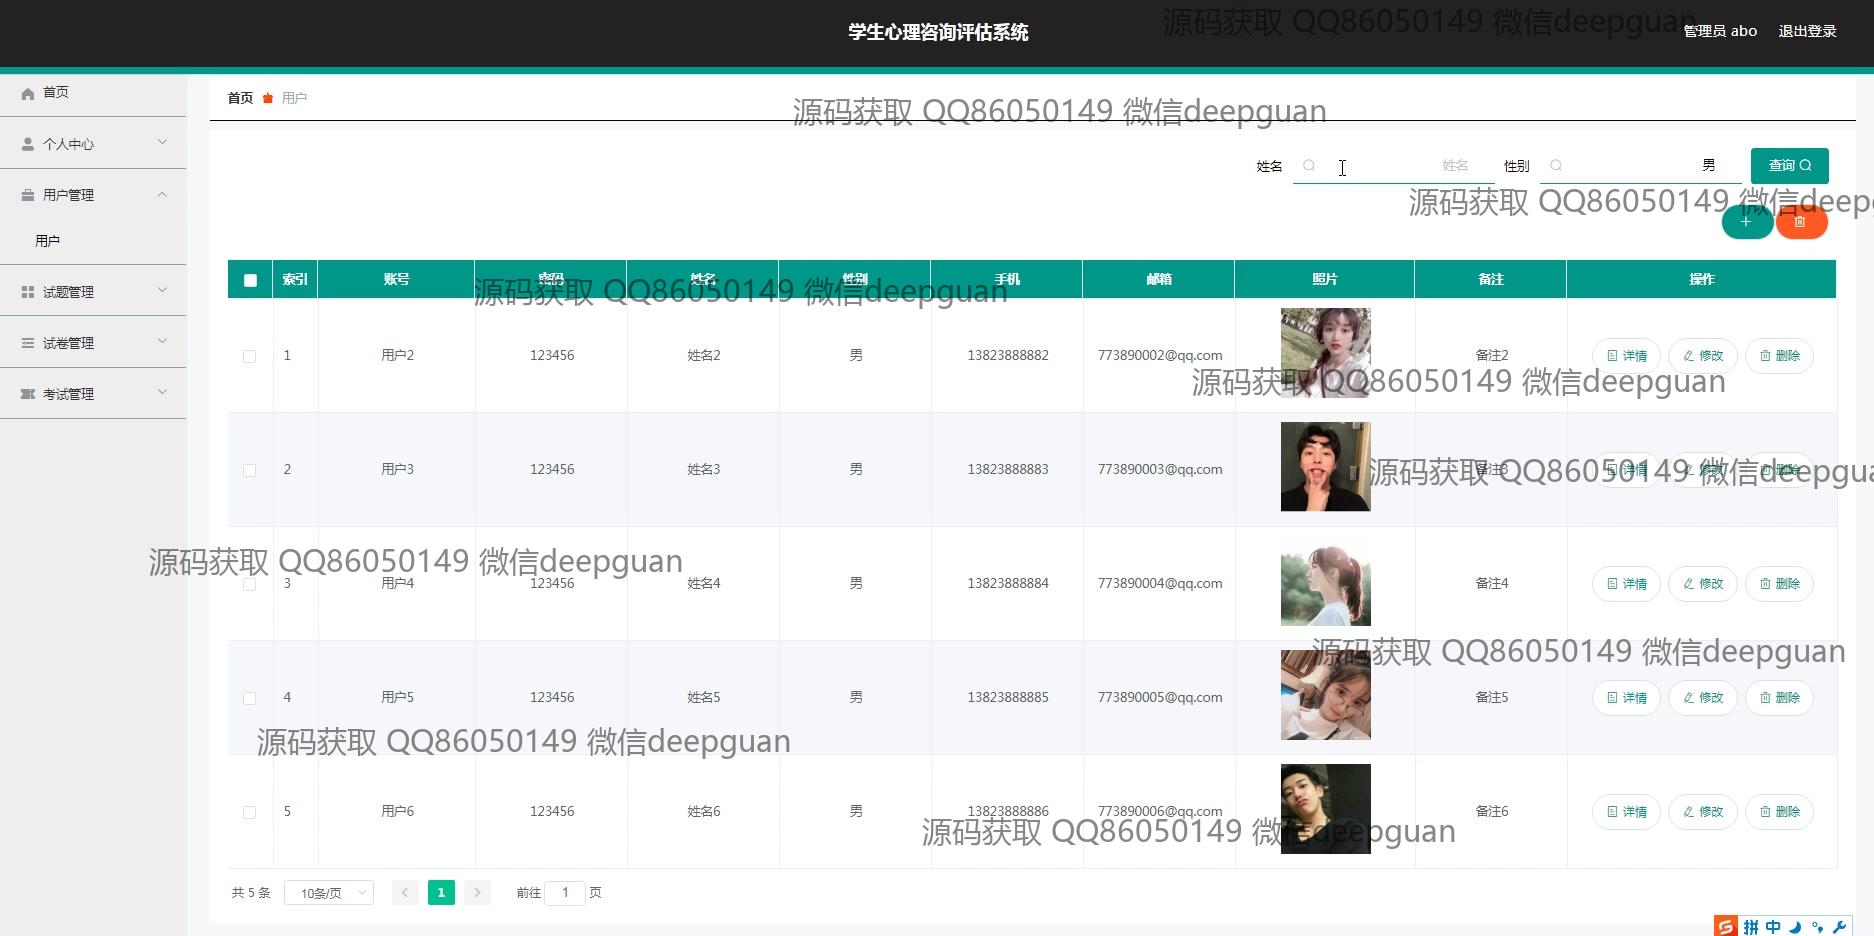 学生心理咨询评估系统
源码获取 QQ86050149 微信deepguan
管理员 abo
退出登录
首页
个人中心
用户管理
用户
试题管理
试卷管理
考试管理
首页 用户
源码获取 QQ86050149 微信deepguan
姓名 姓名 性别 男 查询
源码获取 QQ86050149 微信deep
索引 账号 密码 姓名 性别 手机 邮箱 照片 备注 操作
源码获取 QQ86050149 微信deepguan
1 用户2 123456 姓名2 男 13823888882 773890002@qq.com 备注2 详情 修改 删除
源码获取 QQ86050149 微信deepguan
2 用户3 123456 姓名3 男 13823888883 773890003@qq.com 备注3 详情 修改 删除
源码获取 QQ86050149 微信deepgua
源码获取 QQ86050149 微信deepguan
3 用户4 123456 姓名4 男 13823888884 773890004@qq.com 备注4 详情 修改 删除
源码获取 QQ86050149 微信deepguan
4 用户5 123456 姓名5 男 13823888885 773890005@qq.com 备注5 详情 修改 删除
源码获取 QQ86050149 微信deepguan
5 用户6 123456 姓名6 男 13823888886 773890006@qq.com 备注6 详情 修改 删除
源码获取 QQ86050149 微信deepguan
共 5 条 10条/页 1 前往 1 页
S 拼 中